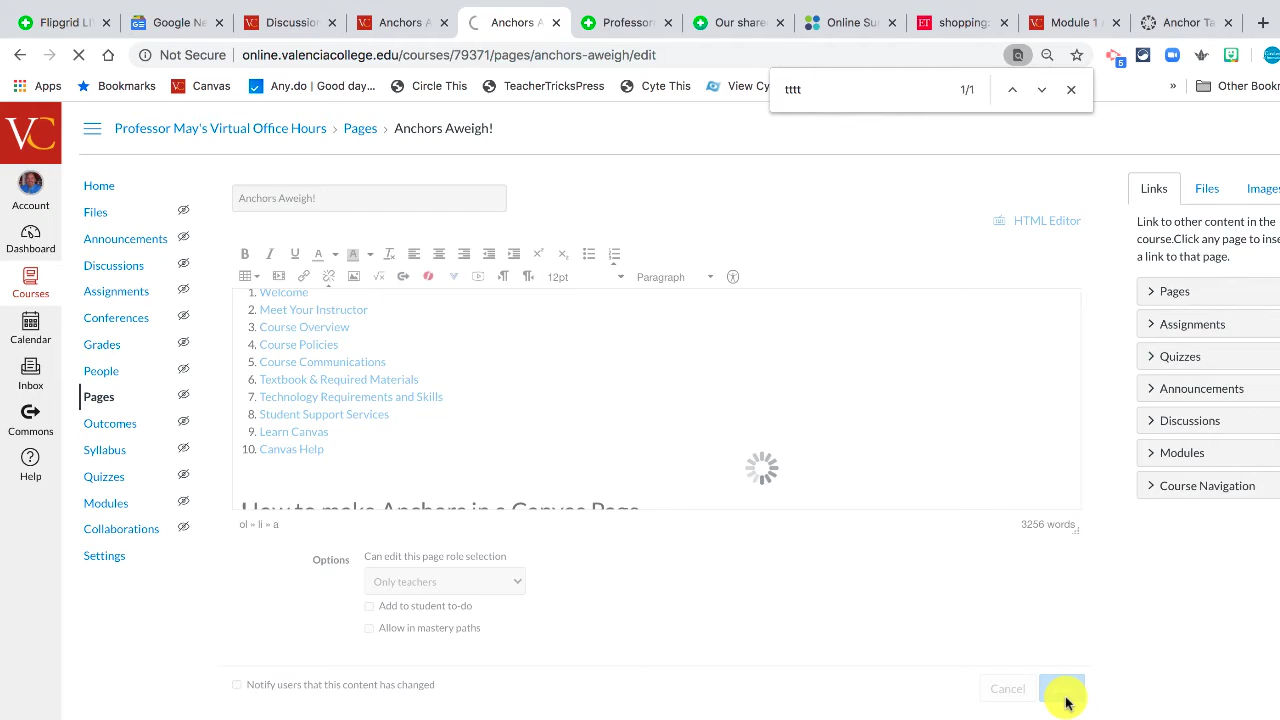 Flipgrid II
Google Ne
Discussion
Anchors A
Anchors A
Professor
Our share
Online Su
shopping:
Module 1 /
Anchor Ta
Not Secure
online.valenciacollege.edu/courses/79371/pages/anchors-aweigh/edit
5
Apps
Bookmarks
Canvas
Any.do | Good day...
Circle This
TeacherTricksPress
Cyte This
View Cy
»
Other Book
tttt
1/1
VC
Professor May's Virtual Office Hours › Pages › Anchors Aweigh!
Account
Dashboard
Courses
Calendar
Inbox
Commons
Help
Home
Files
Announcements
Discussions
Assignments
Conferences
Grades
People
Pages
Outcomes
Syllabus
Quizzes
Modules
Collaborations
Settings
Anchors Aweigh!
HTML Editor
12pt
Paragraph
1. Welcome
2. Meet Your Instructor
3. Course Overview
4. Course Policies
5. Course Communications
6. Textbook & Required Materials
7. Technology Requirements and Skills
8. Student Support Services
9. Learn Canvas
10. Canvas Help
How to make Anchors in a Canvas Page
ol » li » a
3256 words
Options
Can edit this page role selection
Only teachers
Add to student to-do
Allow in mastery paths
Notify users that this content has changed
Cancel
Links
Files
Images
Link to other content in the
course.Click any page to inse
a link to that page.
Pages
Assignments
Quizzes
Announcements
Discussions
Modules
Course Navigation